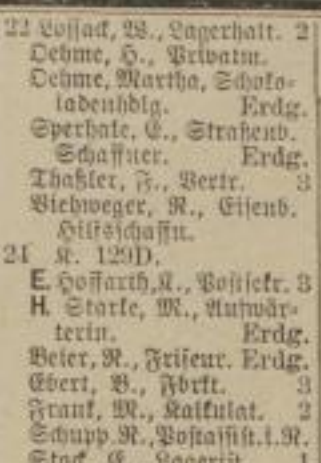 22 Lossack, W., Lagerhalt. 2
Oehme, H., Privatm.
Oehme, Martha, Schoko-
ladenhdlg. Erdg.
Sperhake, E., Straßenb.
Schaffner. Erdg.
Thaßler, F., Vertr. 3
Viehweger, R., Eisenb.
Hilfsschaffn.
24 K. 129D.
E. Hoffarth, K., Postsekr. 3
H. Starke, M., Aufwär-
terin. Erdg.
Beier, R., Friseur. Erdg.
Ebert, B., Fbrkt. 3
Frank, M., Kalkulat. 2
Schupp, R., Postassist. i. R.